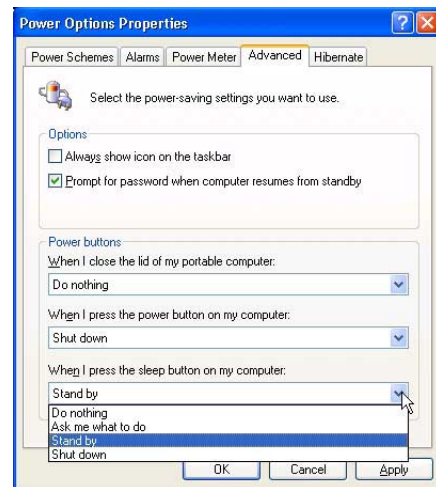 Power Options Properties
Power Schemes Alarms Power Meter Advanced Hibernate
Select the power-saving settings you want to use.
Options
Always show icon on the taskbar
Prompt for password when computer resumes from standby
Power buttons
When I close the lid of my portable computer:
Do nothing
When I press the power button on my computer:
Shut down
When I press the sleep button on my computer:
Stand by
Do nothing
Ask me what to do
Stand by
Shut down
OK Cancel Apply